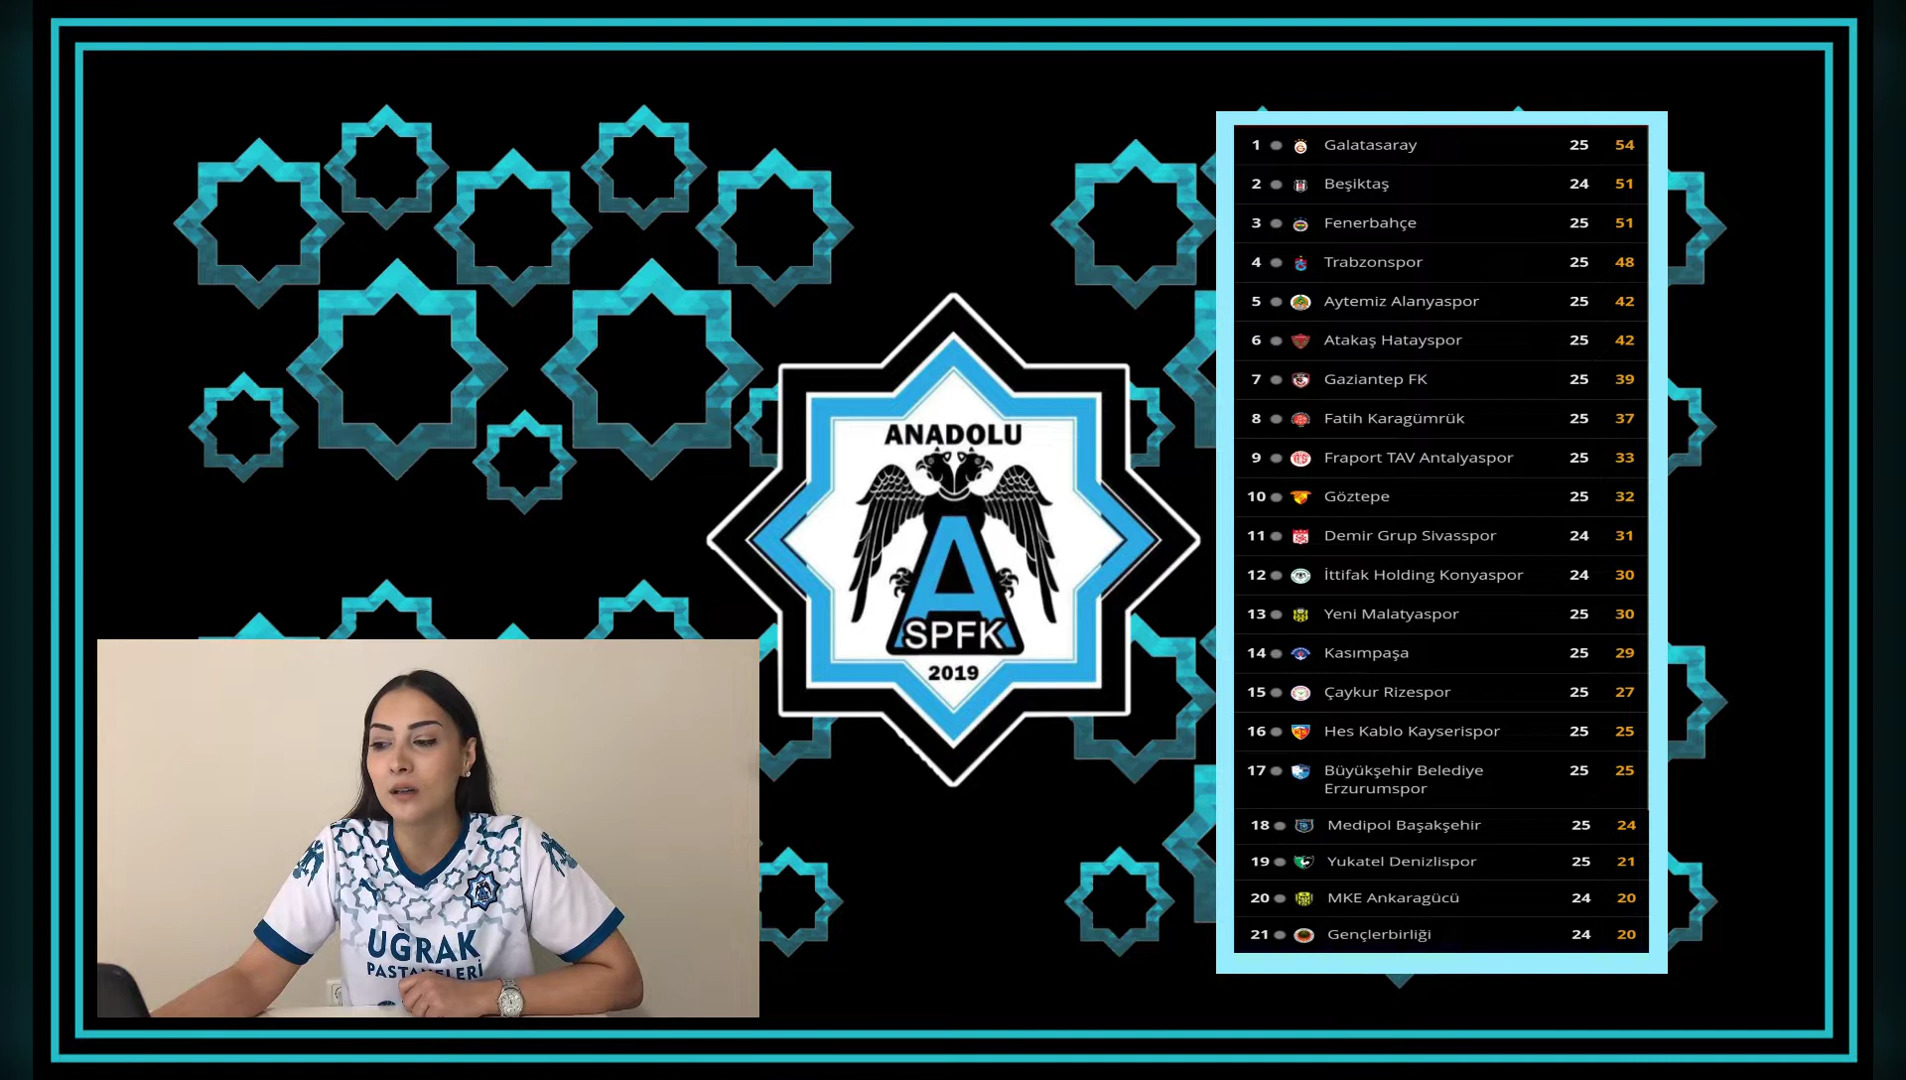 1 Galatasaray 25 54
2 Beşiktaş 24 51
3 Fenerbahçe 25 51
4 Trabzonspor 25 48
5 Aytemiz Alanyaspor 25 42
6 Atakaş Hatayspor 25 42
7 Gaziantep FK 25 39
8 Fatih Karagümrük 25 37
9 Fraport TAV Antalyaspor 25 33
10 Göztepe 25 32
11 Demir Grup Sivasspor 24 31
12 İttifak Holding Konyaspor 24 30
13 Yeni Malatyaspor 25 30
14 Kasımpaşa 25 29
15 Çaykur Rizespor 25 27
16 Hes Kablo Kayserispor 25 25
17 Büyükşehir Belediye 25 25
Erzurumspor
18 Medipol Başakşehir 25 24
19 Yukatel Denizlispor 25 21
20 MKE Ankaragücü 24 20
21 Gençlerbirliği 24 20
ANADOLU
A
SPFK
2019
UĞRAK
PASTANELERİ